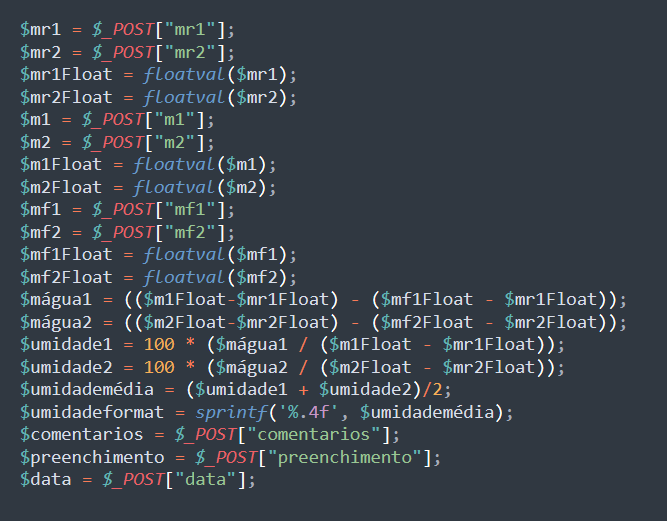 $mr1 = $_POST["mr1"];
$mr2 = $_POST["mr2"];
$mr1Float = floatval($mr1);
$mr2Float = floatval($mr2);
$m1 = $_POST["m1"];
$m2 = $_POST["m2"];
$m1Float = floatval($m1);
$m2Float = floatval($m2);
$mf1 = $_POST["mf1"];
$mf2 = $_POST["mf2"];
$mf1Float = floatval($mf1);
$mf2Float = floatval($mf2);
$mágua1 = (($m1Float-$mr1Float) - ($mf1Float - $mr1Float));
$mágua2 = (($m2Float-$mr2Float) - ($mf2Float - $mr2Float));
$umidade1 = 100 * ($mágua1 / ($m1Float - $mr1Float));
$umidade2 = 100 * ($mágua2 / ($m2Float - $mr2Float));
$umidademédia = ($umidade1 + $umidade2)/2;
$umidadeformat = sprintf('%.4f', $umidademédia);
$comentarios = $_POST["comentarios"];
$preenchimento = $_POST["preenchimento"];
$data = $_POST["data"];